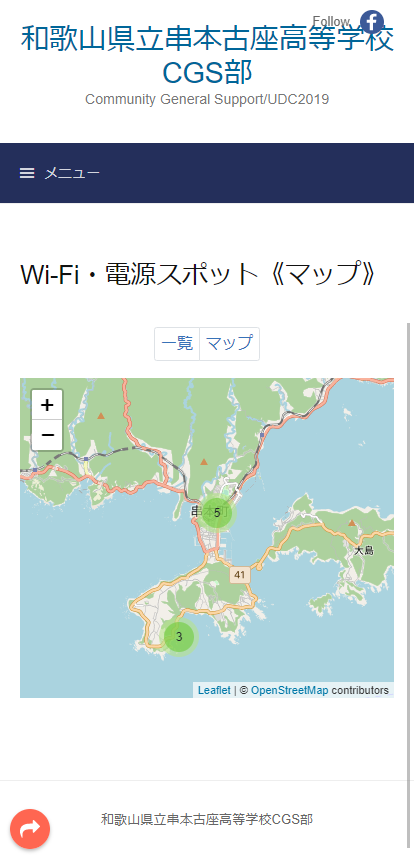 Follow
和歌山県立串本古座高等学校
CGS部
Community General Support/UDC2019
メニュー
Wi-Fi・電源スポット《マップ》
一覧 マップ
+
−
5
大島
41
3
Leaflet | © OpenStreetMap contributors
和歌山県立串本古座高等学校CGS部